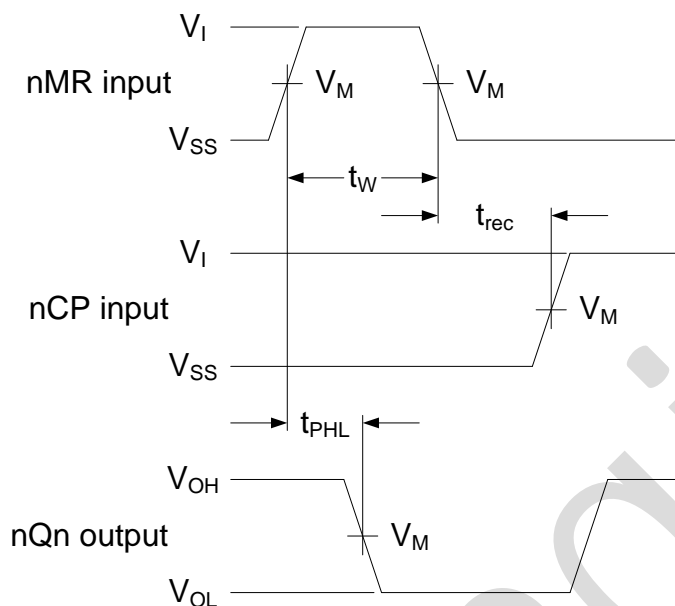 V_I
nMR input
V_M
V_M
V_SS
t_W
t_rec
V_I
nCP input
V_M
V_SS
t_PHL
V_OH
nQn output
V_M
V_OL